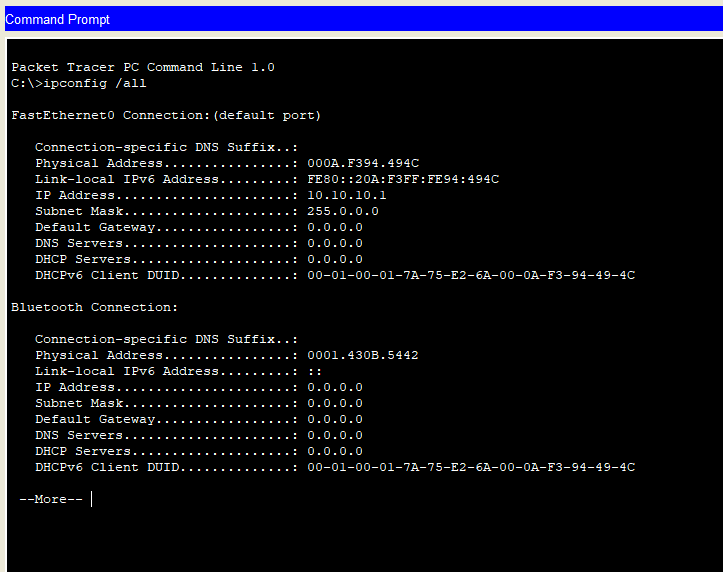 Command Prompt
Packet Tracer PC Command Line 1.0
C:\>ipconfig /all
FastEthernet0 Connection:(default port)
Connection-specific DNS Suffix..:
Physical Address................: 000A.F394.494C
Link-local IPv6 Address.........: FE80::20A:F3FF:FE94:494C
IP Address......................: 10.10.10.1
Subnet Mask.....................: 255.0.0.0
Default Gateway.................: 0.0.0.0
DNS Servers.....................: 0.0.0.0
DHCP Servers....................: 0.0.0.0
DHCPv6 Client DUID..............: 00-01-00-01-7A-75-E2-6A-00-0A-F3-94-49-4C
Bluetooth Connection:
Connection-specific DNS Suffix..:
Physical Address................: 0001.430B.5442
Link-local IPv6 Address.........: ::
IP Address......................: 0.0.0.0
Subnet Mask.....................: 0.0.0.0
Default Gateway.................: 0.0.0.0
DNS Servers.....................: 0.0.0.0
DHCP Servers....................: 0.0.0.0
DHCPv6 Client DUID..............: 00-01-00-01-7A-75-E2-6A-00-0A-F3-94-49-4C
--More--